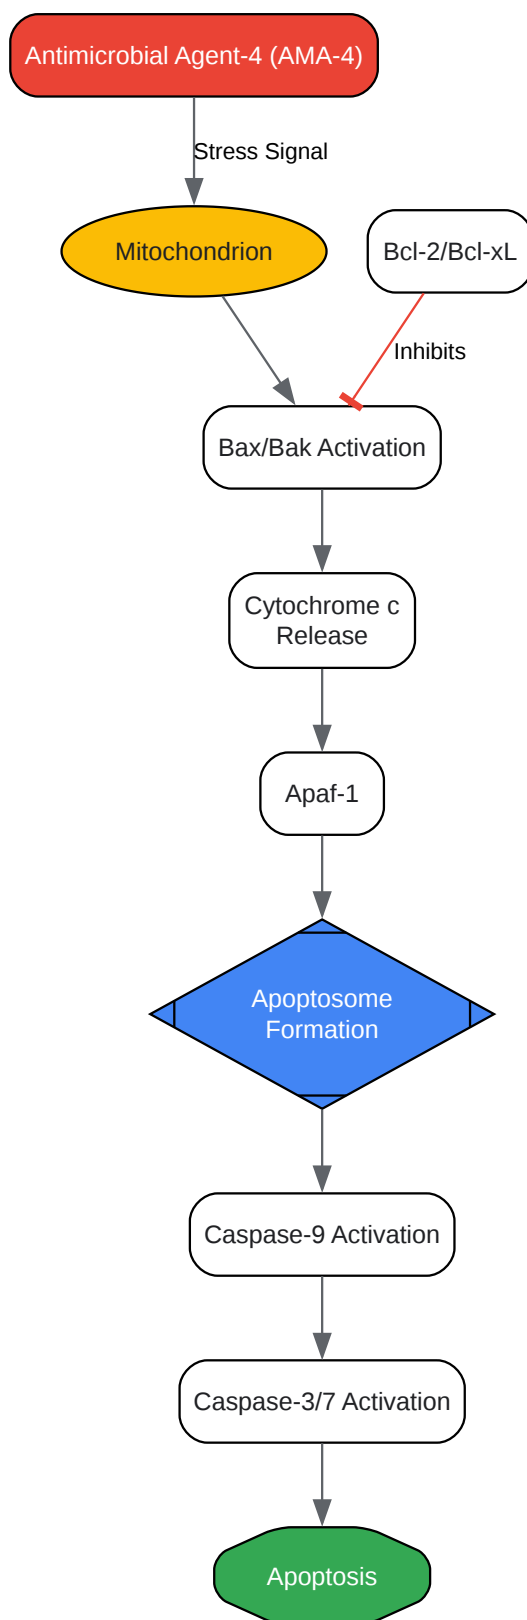 Antimicrobial Agent-4 (AMA-4)
Stress Signal
Mitochondrion
Bcl-2/Bcl-xL
Inhibits
Bax/Bak Activation
Cytochrome c
Release
Apaf-1
Apoptosome
Formation
Caspase-9 Activation
Caspase-3/7 Activation
Apoptosis